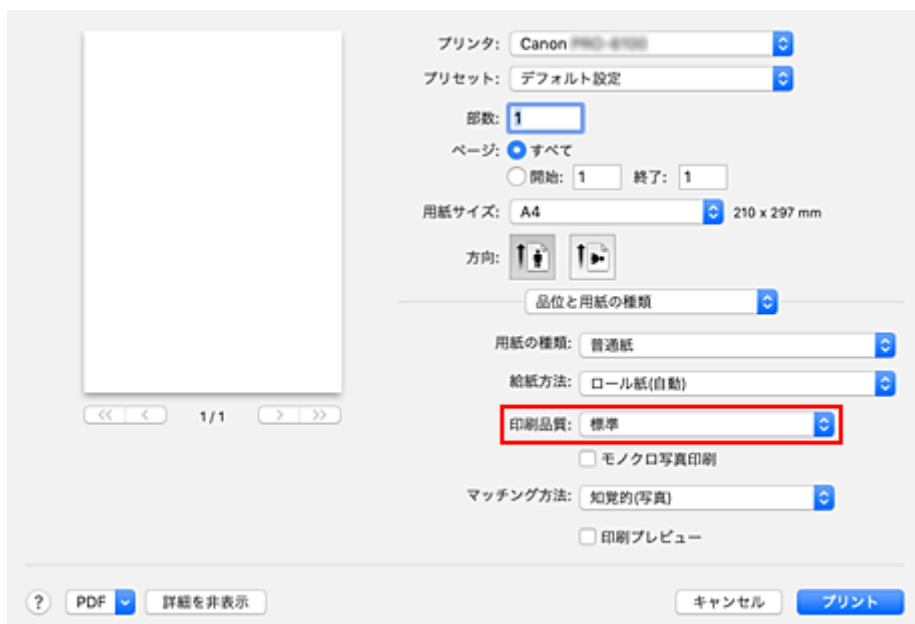 プリンタ: Canon
プリセット: デフォルト設定
部数: 1
ページ: すべて
開始: 1 終了: 1
用紙サイズ: A4 210 x 297 mm
方向:
品位と用紙の種類
用紙の種類: 普通紙
給紙方法: ロール紙(自動)
印刷品質: 標準
モノクロ写真印刷
マッチング方法: 知覚的(写真)
印刷プレビュー
<< < 1 / 1 > >>
? PDF 詳細を非表示 キャンセル プリント